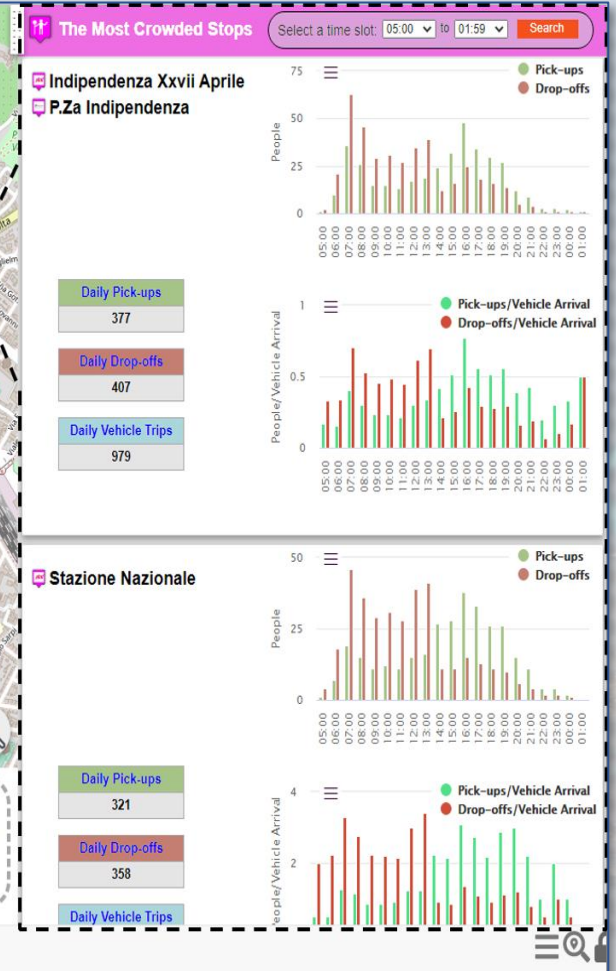 The Most Crowded Stops
Select a time slot: 05:00 to 01:59 Search
Indipendenza Xxvii Aprile
P.Za Indipendenza
Pick-ups
Drop-offs
People
75
50
25
0
05:00 06:00 07:00 08:00 09:00 10:00 11:00 12:00 13:00 14:00 15:00 16:00 17:00 18:00 19:00 20:00 21:00 22:00 23:00 00:00 01:00
Daily Pick-ups
377
Daily Drop-offs
407
Daily Vehicle Trips
979
Pick-ups/Vehicle Arrival
Drop-offs/Vehicle Arrival
People/Vehicle Arrival
1
0.5
0
05:00 06:00 07:00 08:00 09:00 10:00 11:00 12:00 13:00 14:00 15:00 16:00 17:00 18:00 19:00 20:00 21:00 22:00 23:00 00:00 01:00
Stazione Nazionale
Pick-ups
Drop-offs
People
50
25
0
05:00 06:00 07:00 08:00 09:00 10:00 11:00 12:00 13:00 14:00 15:00 16:00 17:00 18:00 19:00 20:00 21:00 22:00 23:00 00:00 01:00
Daily Pick-ups
321
Daily Drop-offs
358
Daily Vehicle Trips
Pick-ups/Vehicle Arrival
Drop-offs/Vehicle Arrival
eople/Vehicle Arrival
4
2